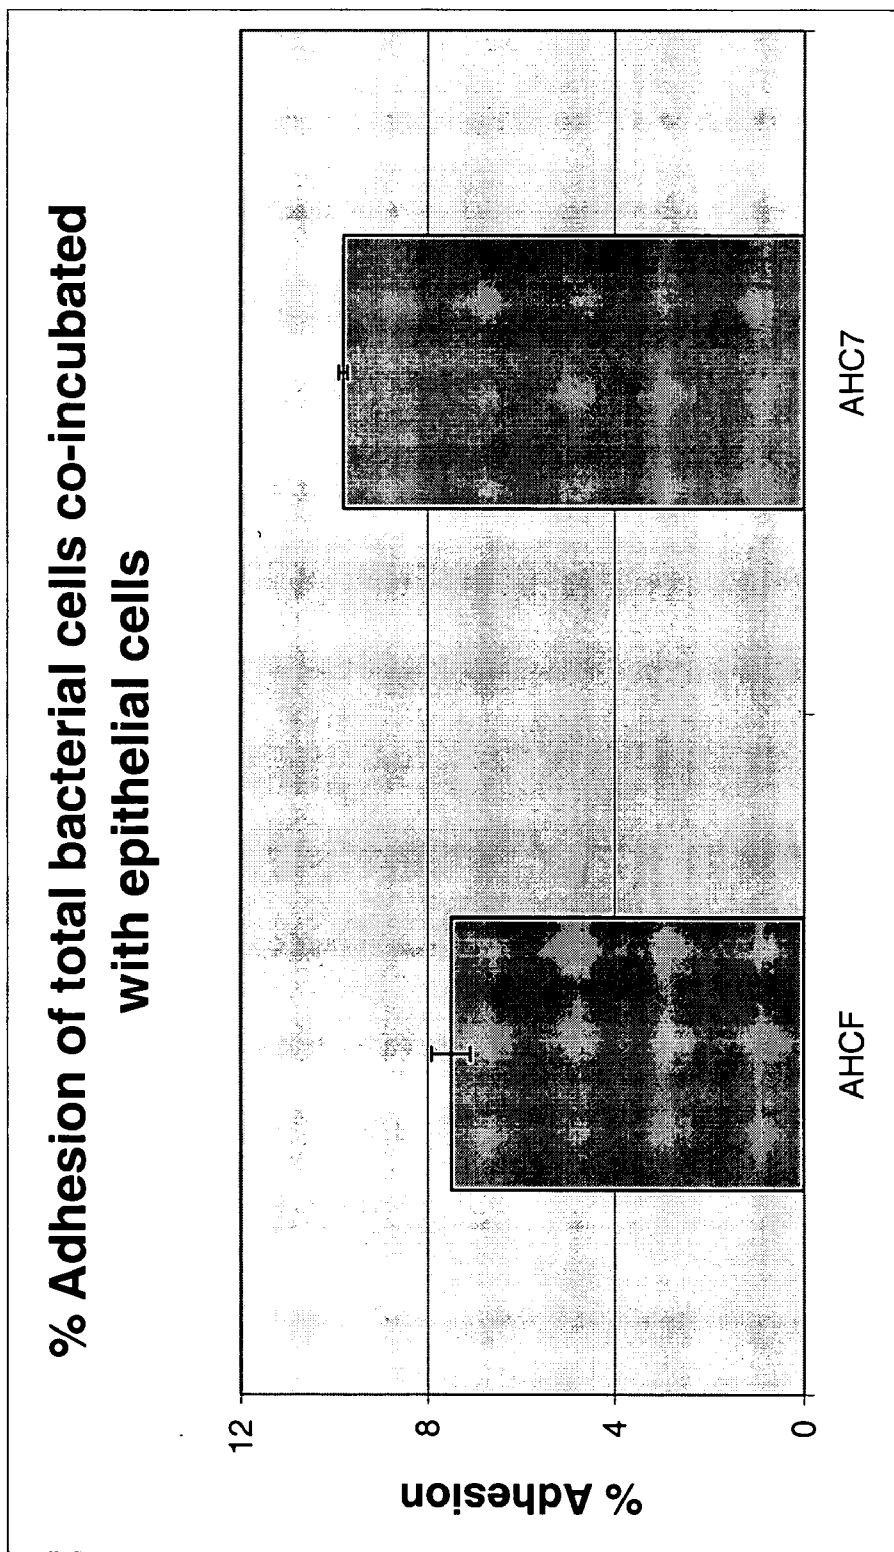 % Adhesion of total bacterial cells co-incubated
with epithelial cells
% Adhesion
12
8
4
0
AHCF
AHC7